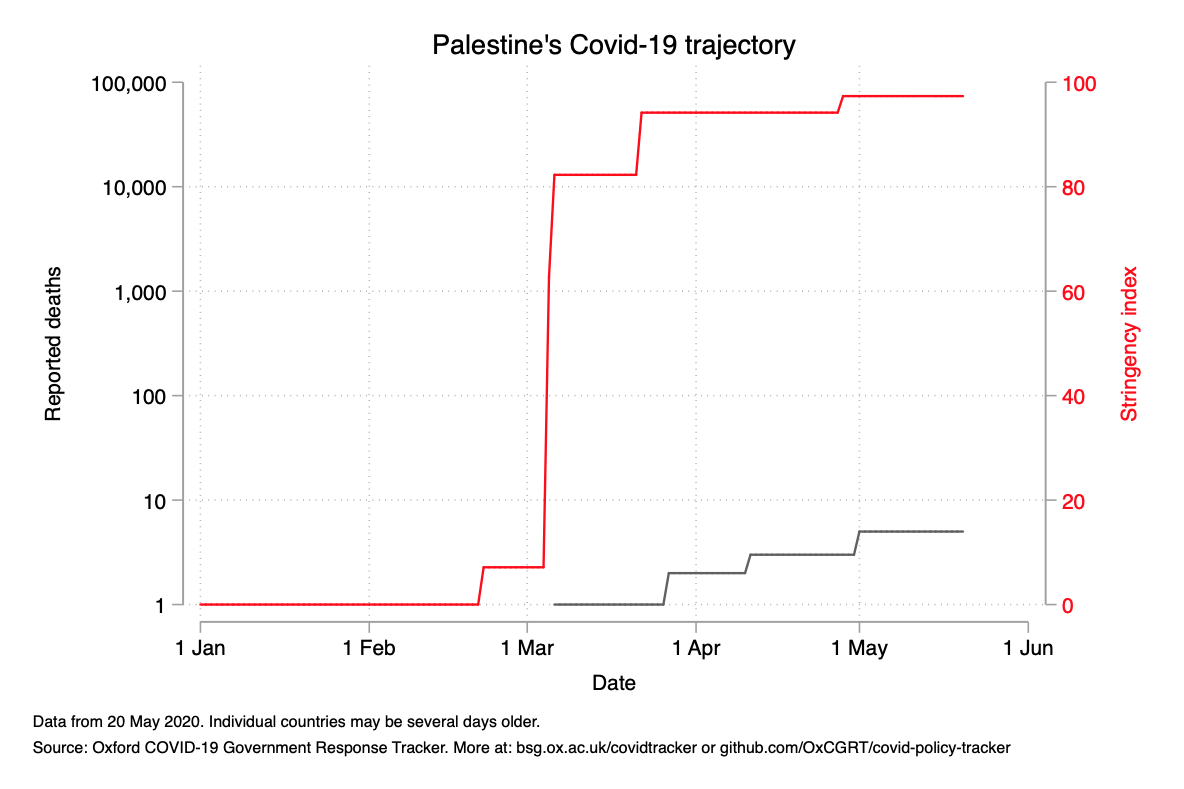 Palestine's Covid-19 trajectory
100,000
10,000
1,000
100
10
1
Reported deaths
100
80
60
40
20
0
Stringency index
1 Jan
1 Feb
1 Mar
1 Apr
1 May
1 Jun
Date
Data from 20 May 2020. Individual countries may be several days older.
Source: Oxford COVID-19 Government Response Tracker. More at: bsg.ox.ac.uk/covidtracker or github.com/OxCGRT/covid-policy-tracker